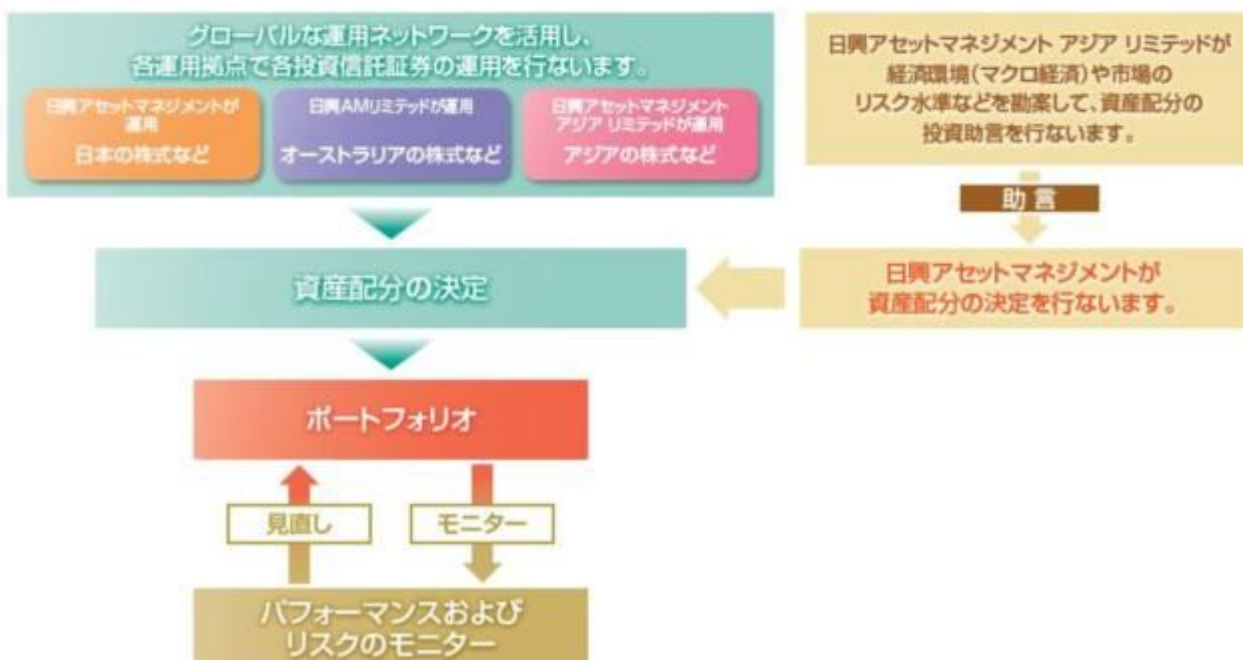 グローバルな運用ネットワークを活用し、
各運用拠点で各投資信託証券の運用を行ないます。
日興アセットマネジメントが
運用
日本の株式など
日興AMリミテッドが運用
オーストラリアの株式など
日興アセットマネジメント
アジア リミテッドが運用
アジアの株式など
日興アセットマネジメント アジア リミテッドが
経済環境(マクロ経済)や市場の
リスク水準などを勘案して、資産配分の
投資助言を行ないます。
助言
資産配分の決定
日興アセットマネジメントが
資産配分の決定を行ないます。
ポートフォリオ
見直し
モニター
パフォーマンスおよび
リスクのモニター